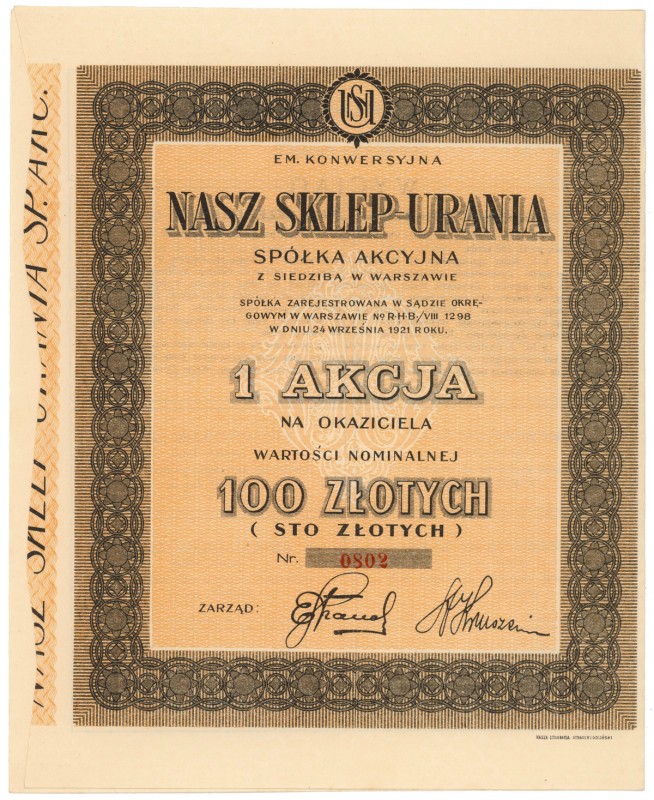 NASZ SKLEP URANIA SP. AKC.
EM. KONWERSYJNA
NASZ SKLEP-URANIA
SPÓŁKA AKCYJNA
Z SIEDZIBĄ W WARSZAWIE
SPÓŁKA ZAREJESTROWANA W SĄDZIE OKRĘ-
GOWYM W WARSZAWIE No R·H·B·/VIII 1298
W DNIU 24 WRZEŚNIA 1921 ROKU.
1 AKCJA
NA OKAZICIELA
WARTOŚCI NOMINALNEJ
100 ZŁOTYCH
( STO ZŁOTYCH )
Nr. 0802
ZARZĄD: